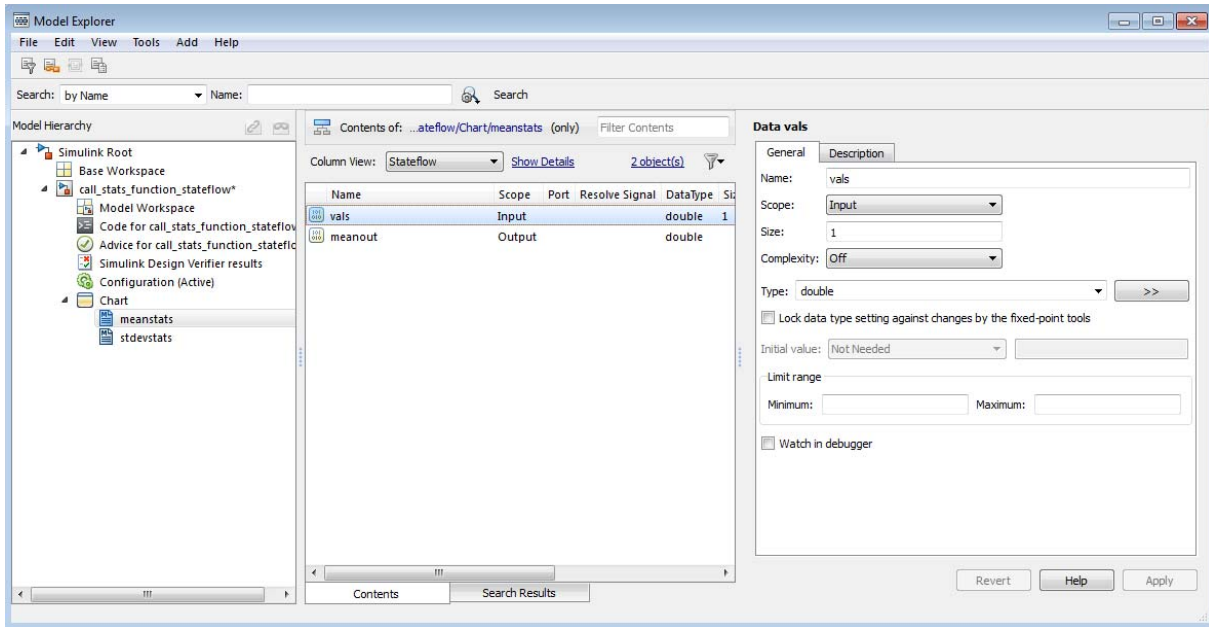 Model Explorer
File Edit View Tools Add Help
Search: by Name Name: Search
Model Hierarchy
Simulink Root
Base Workspace
call_stats_function_stateflow*
Model Workspace
Code for call_stats_function_stateflov
Advice for call_stats_function_stateflc
Simulink Design Verifier results
Configuration (Active)
Chart
meanstats
stdevstats
Contents of: ...ateflow/Chart/meanstats (only) Filter Contents
Column View: Stateflow Show Details 2 object(s)
Name Scope Port Resolve Signal DataType Siz
vals Input double 1
meanout Output double
Contents Search Results
Data vals
General Description
Name: vals
Scope: Input
Size: 1
Complexity: Off
Type: double >>
Lock data type setting against changes by the fixed-point tools
Initial value: Not Needed
Limit range
Minimum: Maximum:
Watch in debugger
Revert Help Apply